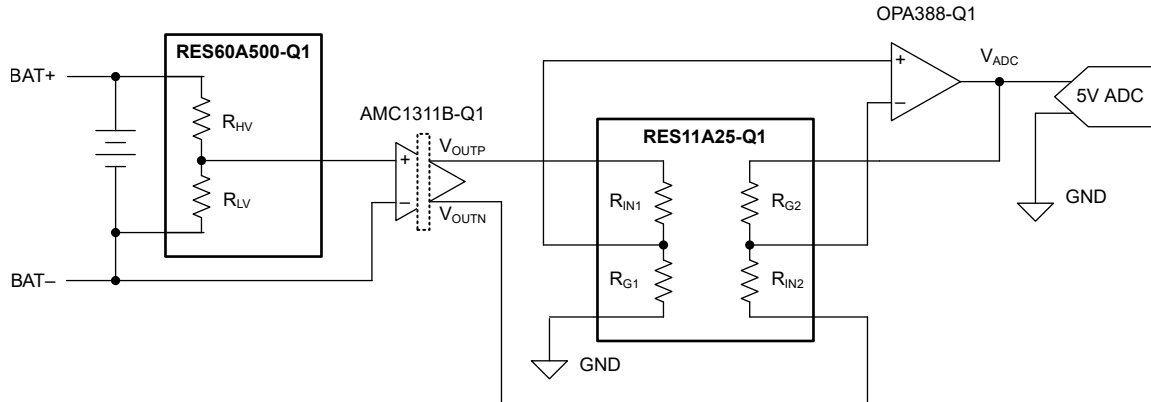 OPA388-Q1
RES60A500-Q1
BAT+
V_ADC
5V ADC
R_HV
AMC1311B-Q1
+
–
V_OUTP
RES11A25-Q1
+
–
V_OUTN
R_LV
R_IN1
R_G2
GND
BAT–
R_G1
R_IN2
GND